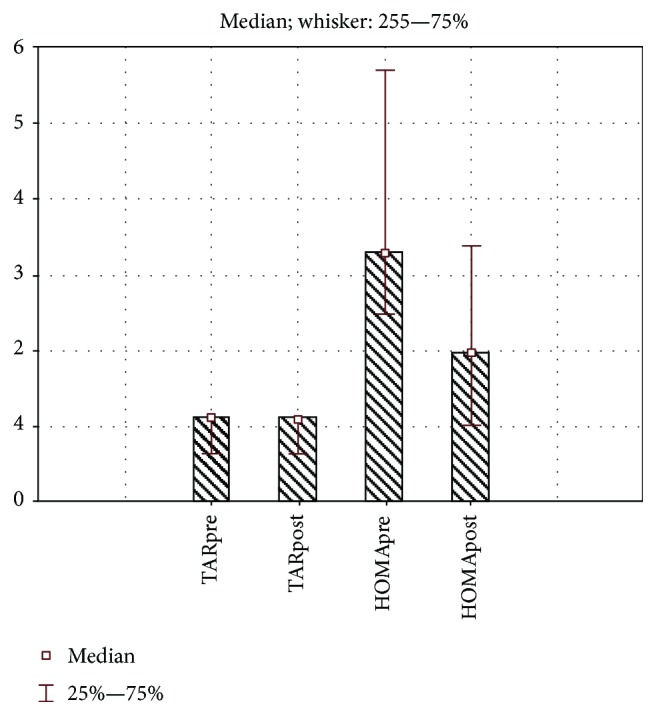 Median; whisker: 255—75%
6
5
4
3
2
4
0
TARpre
TARpost
HOMApre
HOMApost
Median
25%—75%